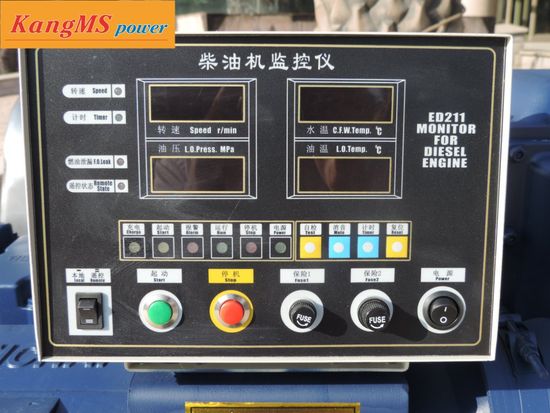 KangMS power
柴油机监控仪
转速 Speed
计时 Timer
燃油泄漏 F.O.Leak
遥控状态 Remote State
转 速 Speed r/min
油 压 L.O.Press. MPa
水 温 C.F.W.Temp. ℃
油 温 L.O.Temp. ℃
ED211
MONITOR
FOR
DIESEL
ENGINE
充电 Charge
起动 Start
报警 Alarm
运行 Run
停机 Stop
电源 Power
自检 Test
消音 Mute
计时 Timer
复位 Reset
本地 Local
遥控 Remote
起 动
Start
停 机
Stop
保险1
Fuse1
保险2
Fuse2
电 源
Power
FUSE
FUSE